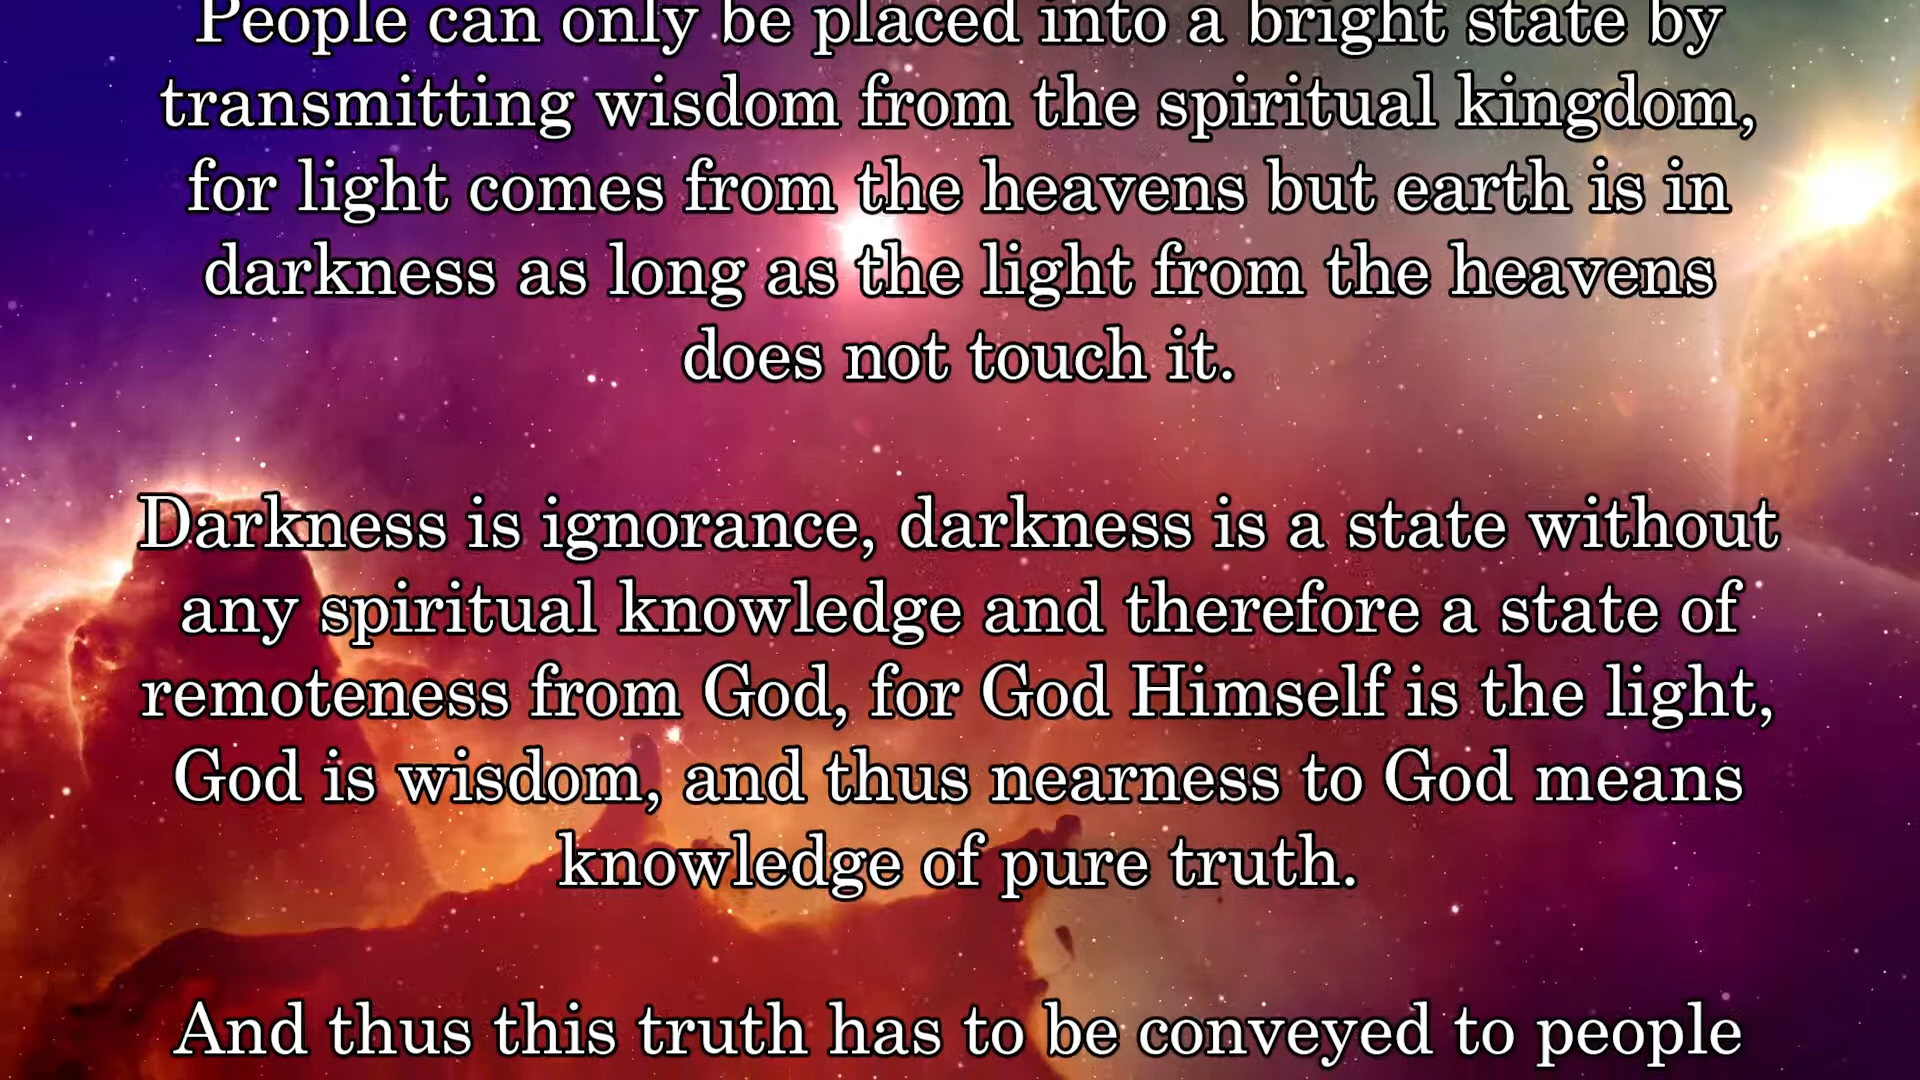 People can only be placed into a bright state by
transmitting wisdom from the spiritual kingdom,
for light comes from the heavens but earth is in
darkness as long as the light from the heavens
does not touch it.
Darkness is ignorance, darkness is a state without
any spiritual knowledge and therefore a state of
remoteness from God, for God Himself is the light,
God is wisdom, and thus nearness to God means
knowledge of pure truth.
And thus this truth has to be conveyed to people